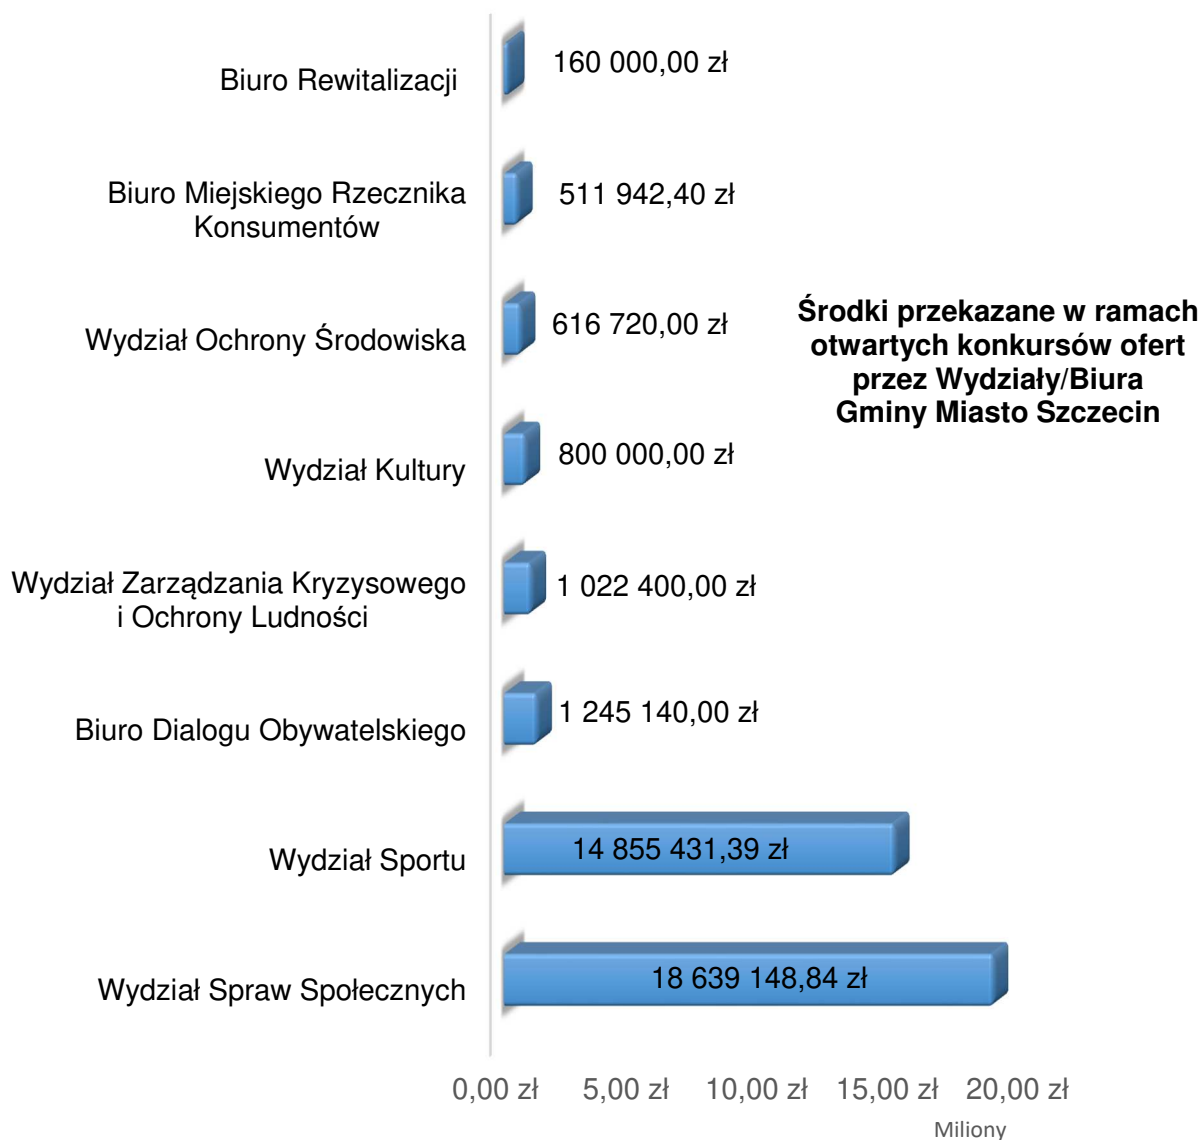 Biuro Rewitalizacji
160 000,00 zł
Biuro Miejskiego Rzecznika
Konsumentów
511 942,40 zł
Wydział Ochrony Środowiska
616 720,00 zł
Środki przekazane w ramach
otwartych konkursów ofert
przez Wydziały/Biura
Gminy Miasto Szczecin
Wydział Kultury
800 000,00 zł
Wydział Zarządzania Kryzysowego
i Ochrony Ludności
1 022 400,00 zł
Biuro Dialogu Obywatelskiego
1 245 140,00 zł
Wydział Sportu
14 855 431,39 zł
Wydział Spraw Społecznych
18 639 148,84 zł
0,00 zł 5,00 zł 10,00 zł 15,00 zł 20,00 zł
Miliony